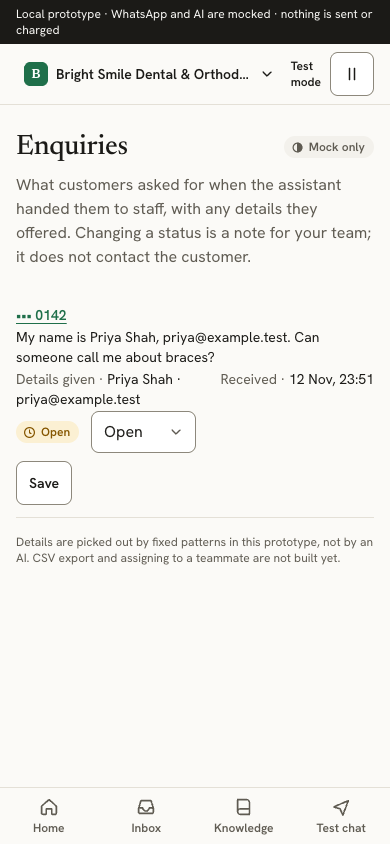 Local prototype · WhatsApp and AI are mocked · nothing is sent or
charged
B
Bright Smile Dental & Orthod...
Test
mode
Enquiries
Mock only
What customers asked for when the assistant
handed them to staff, with any details they
offered. Changing a status is a note for your team;
it does not contact the customer.
••• 0142
My name is Priya Shah, priya@example.test. Can
someone call me about braces?
Details given · Priya Shah ·
priya@example.test
Received · 12 Nov, 23:51
Open
Open
Save
Details are picked out by fixed patterns in this prototype, not by an
AI. CSV export and assigning to a teammate are not built yet.
Home
Inbox
Knowledge
Test chat